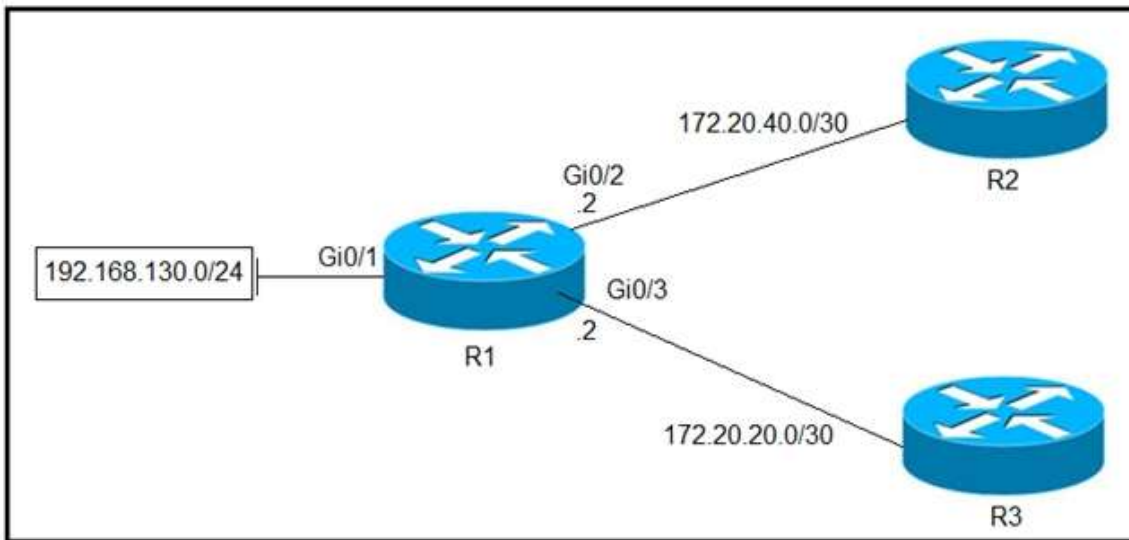 172.20.40.0/30
R2
Gi0/2
.2
192.168.130.0/24
Gi0/1
Gi0/3
.2
R1
172.20.20.0/30
R3